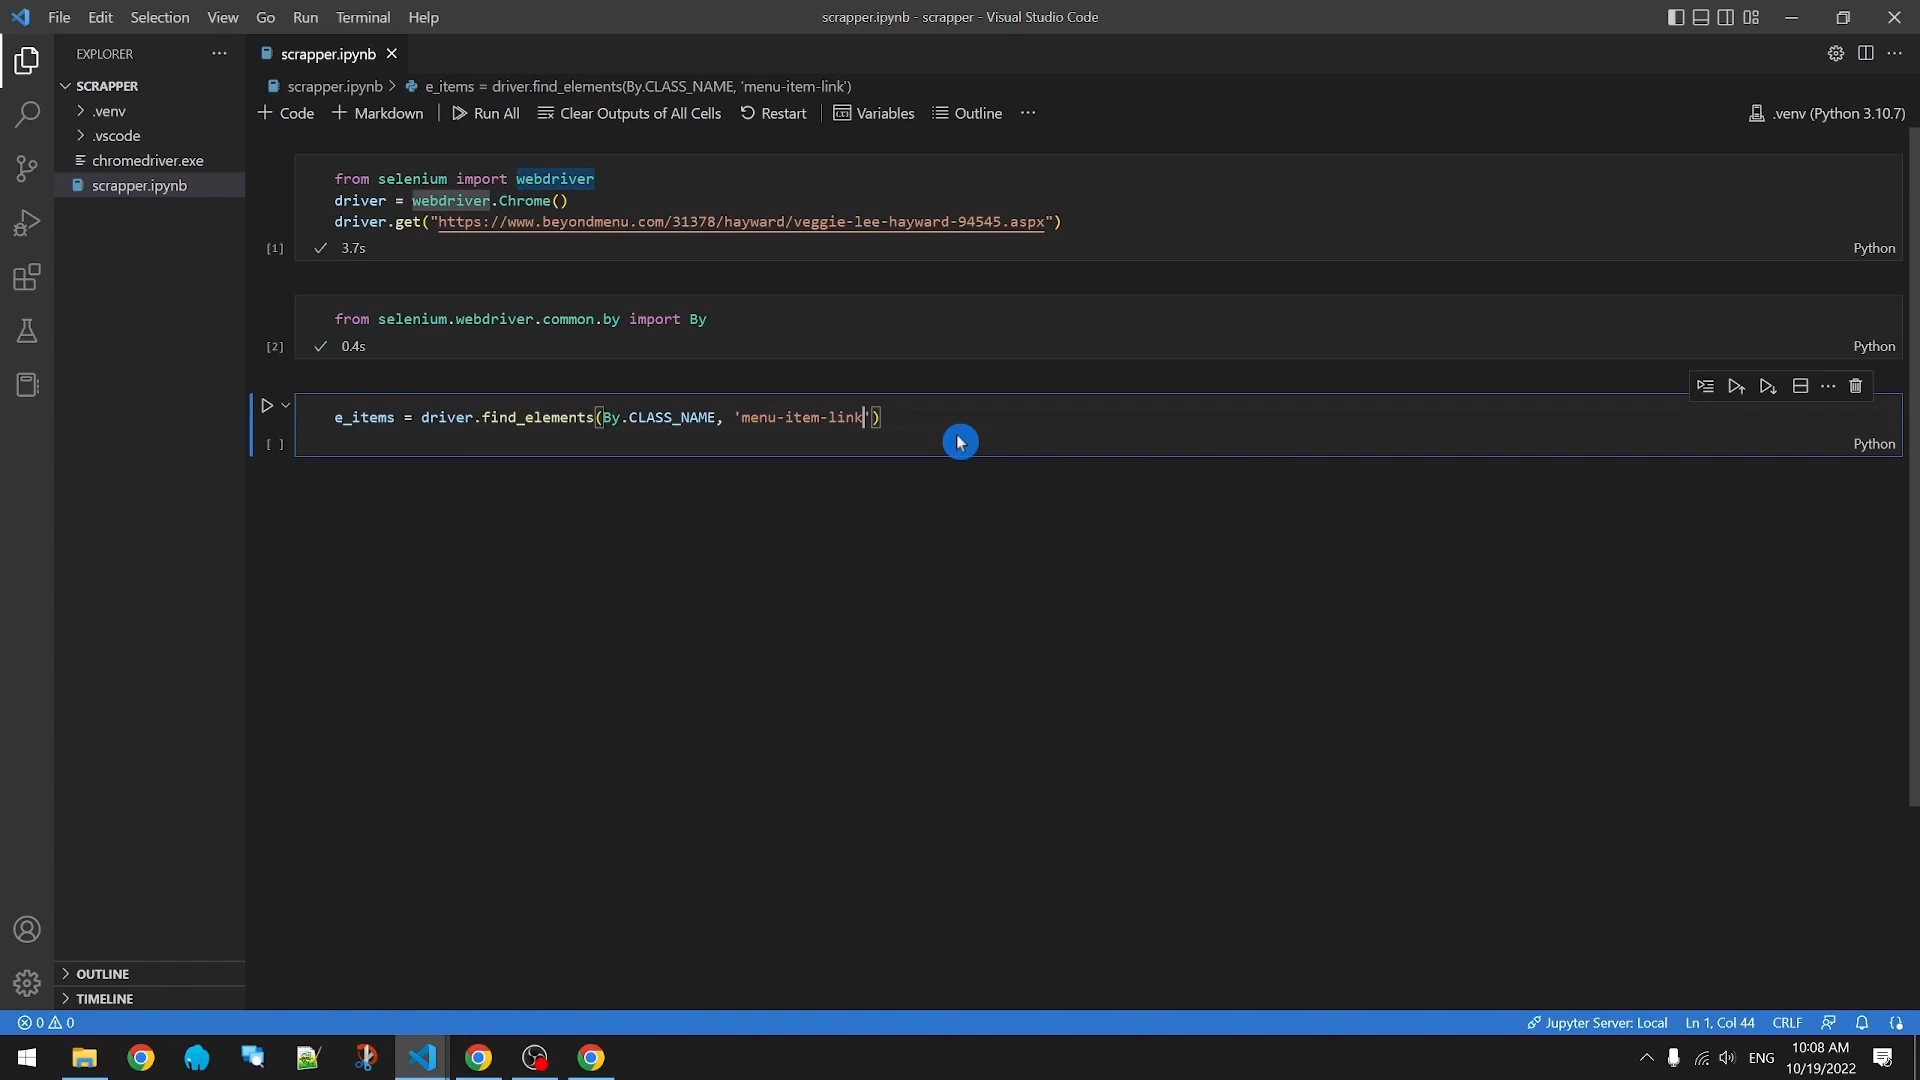 File Edit Selection View Go Run Terminal Help
scrapper.ipynb - scrapper - Visual Studio Code
EXPLORER
scrapper.ipynb
SCRAPPER
.venv
.vscode
chromedriver.exe
scrapper.ipynb
scrapper.ipynb > e_items = driver.find_elements(By.CLASS_NAME, 'menu-item-link')
+ Code + Markdown Run All Clear Outputs of All Cells Restart Variables Outline ...
.venv (Python 3.10.7)
from selenium import webdriver
driver = webdriver.Chrome()
driver.get("https://www.beyondmenu.com/31378/hayward/veggie-lee-hayward-94545.aspx")
[1] ✓ 3.7s Python
from selenium.webdriver.common.by import By
[2] ✓ 0.4s Python
e_items = driver.find_elements(By.CLASS_NAME, 'menu-item-link')
[ ] Python
OUTLINE
TIMELINE
0 0
Jupyter Server: Local Ln 1, Col 44 CRLF
ENG
10:08 AM
10/19/2022